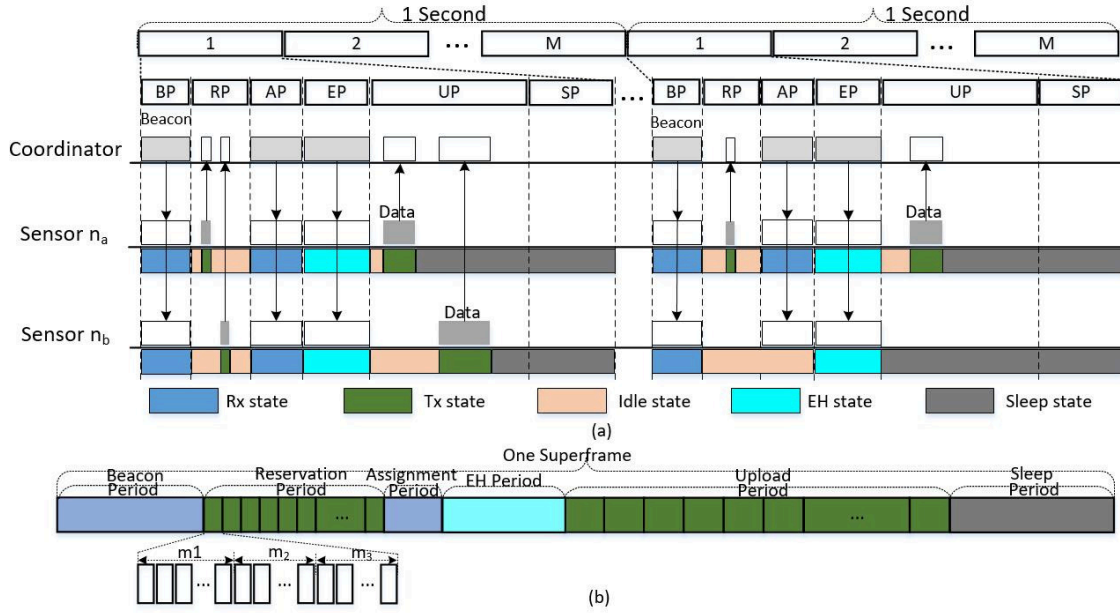 1 Second 1 Second
1 2 ... M 1 2 ... M
BP RP AP EP UP SP ... BP RP AP EP UP SP
Beacon Beacon
Coordinator
Data Data
Sensor na
Data
Sensor nb
Rx state Tx state Idle state EH state Sleep state
(a)
One Superframe
Beacon Period Reservation Period Assignment Period EH Period Upload Period Sleep Period
... ...
m1 m2 m3
... ... ...
(b)